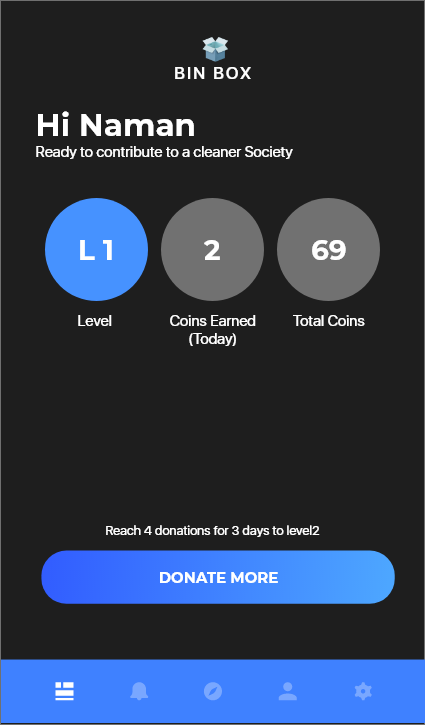 BIN BOX
Hi Naman
Ready to contribute to a cleaner Society
L 1
2
69
Level
Coins Earned
(Today)
Total Coins
Reach 4 donations for 3 days to level2
DONATE MORE